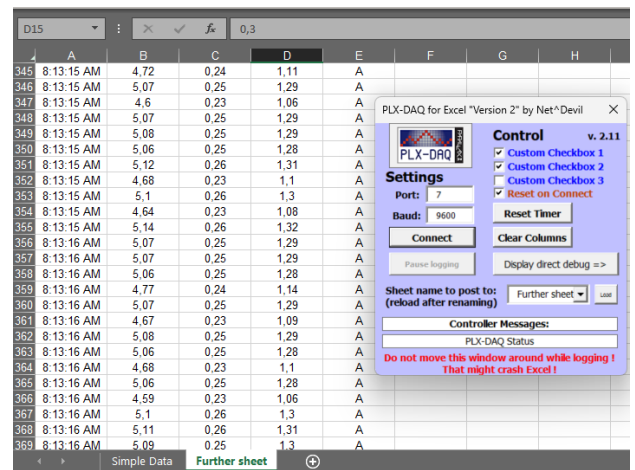 D15 fx 0,3
A B C D E F G H
345 8:13:15 AM 4,72 0,24 1,11 A
346 8:13:15 AM 5,07 0,25 1,29 A
347 8:13:15 AM 4,6 0,23 1,06 A
348 8:13:15 AM 5,07 0,25 1,29 A
349 8:13:15 AM 5,08 0,25 1,29 A
350 8:13:15 AM 5,06 0,25 1,28 A
351 8:13:15 AM 5,12 0,26 1,31 A
352 8:13:15 AM 4,68 0,23 1,1 A
353 8:13:15 AM 5,1 0,26 1,3 A
354 8:13:15 AM 4,64 0,23 1,08 A
355 8:13:15 AM 5,14 0,26 1,32 A
356 8:13:16 AM 5,07 0,25 1,29 A
357 8:13:16 AM 5,07 0,25 1,29 A
358 8:13:16 AM 5,06 0,25 1,28 A
359 8:13:16 AM 4,77 0,24 1,14 A
360 8:13:16 AM 5,07 0,25 1,29 A
361 8:13:16 AM 4,67 0,23 1,09 A
362 8:13:16 AM 5,08 0,25 1,29 A
363 8:13:16 AM 5,06 0,25 1,28 A
364 8:13:16 AM 4,68 0,23 1,1 A
365 8:13:16 AM 5,06 0,25 1,28 A
366 8:13:16 AM 4,59 0,23 1,06 A
367 8:13:16 AM 5,1 0,26 1,3 A
368 8:13:16 AM 5,11 0,26 1,31 A
369 8:13:16 AM 5,09 0,25 1,3 A
Simple Data Further sheet
PLX-DAQ for Excel "Version 2" by Net^Devil
PLX-DAQ
PARALLAX
Control v. 2.11
Custom Checkbox 1
Custom Checkbox 2
Custom Checkbox 3
Reset on Connect
Settings
Port: 7
Baud: 9600
Reset Timer
Connect
Clear Columns
Pause logging
Display direct debug =>
Sheet name to post to:
(reload after renaming)
Further sheet
Load
Controller Messages:
PLX-DAQ Status
Do not move this window around while logging !
That might crash Excel !